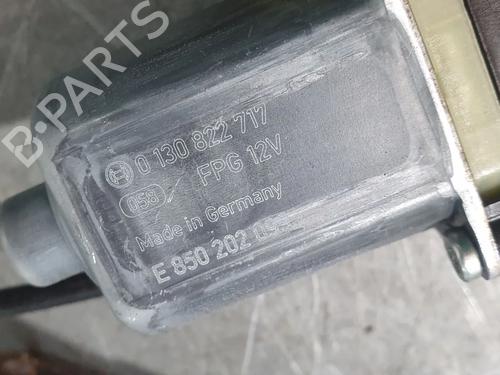 B-PARTS
0 130 822 717
058 FPG 12V
Made in Germany
E 850 202